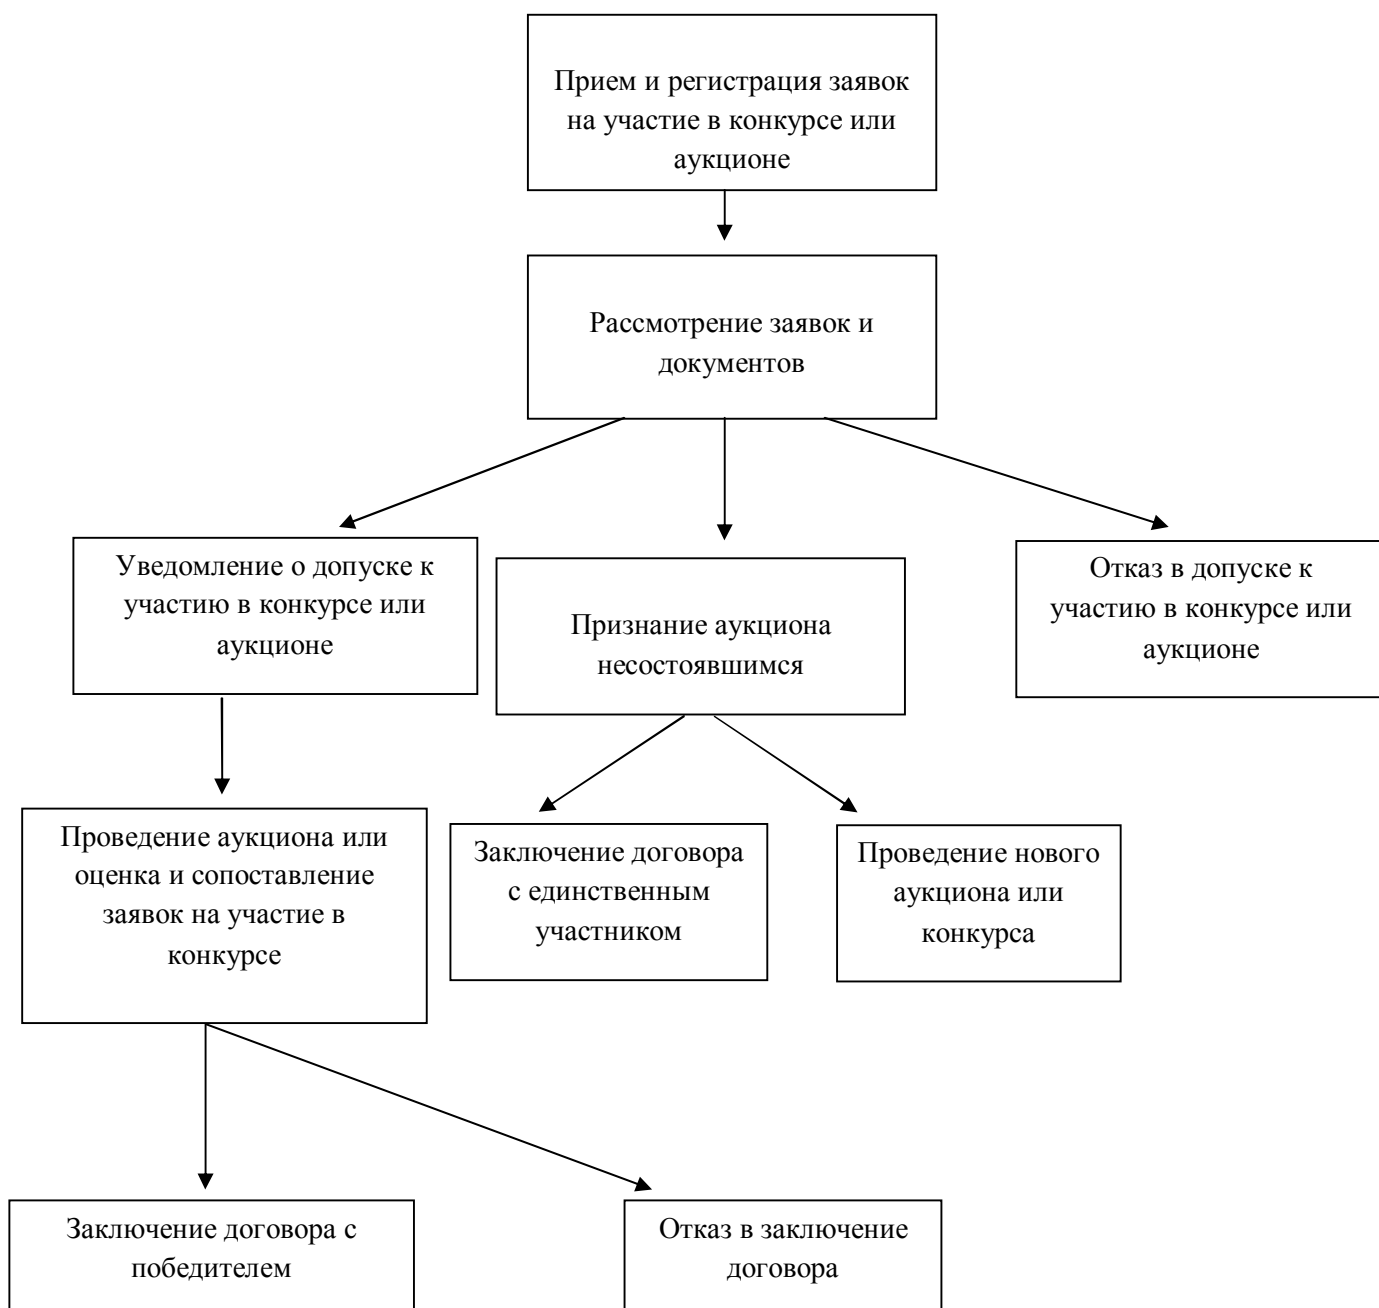 Прием и регистрация заявок
на участие в конкурсе или
аукционе
Рассмотрение заявок и
документов
Уведомление о допуске к
участию в конкурсе или
аукционе
Признание аукциона
несостоявшимся
Отказ в допуске к
участию в конкурсе или
аукционе
Проведение аукциона или
оценка и сопоставление
заявок на участие в
конкурсе
Заключение договора
с единственным
участником
Проведение нового
аукциона или
конкурса
Заключение договора с
победителем
Отказ в заключение
договора